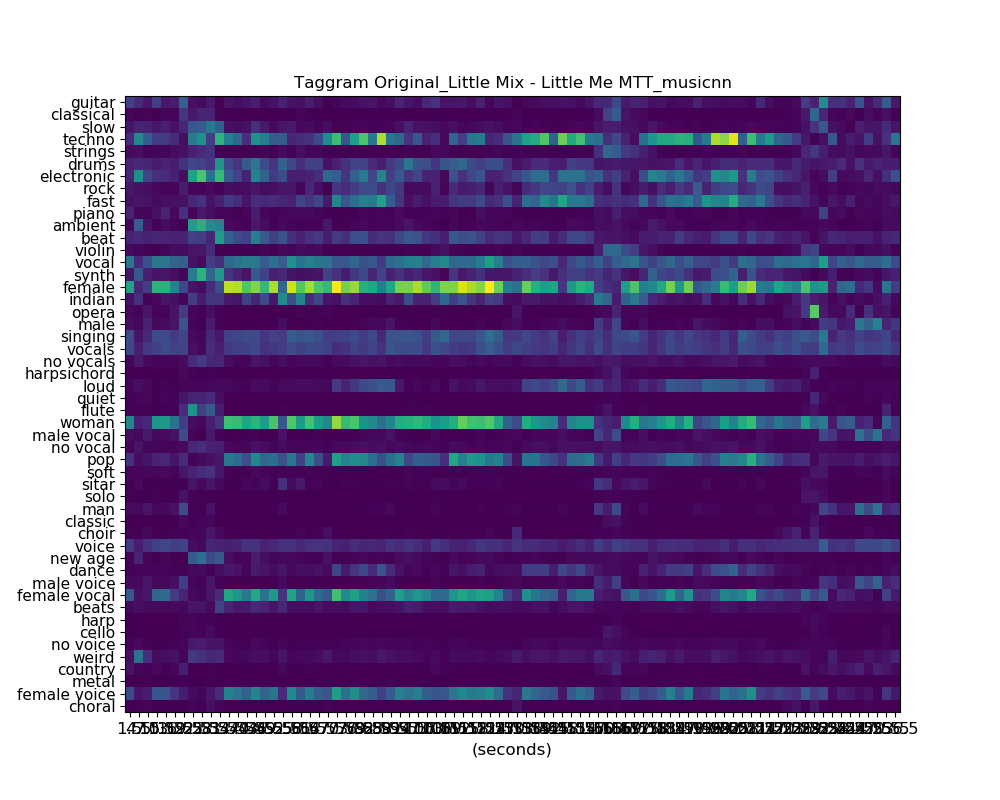 Taggram Original_Little Mix - Little Me MTT_musicnn
guitar
classical
slow
techno
strings
drums
electronic
rock
fast
piano
ambient
beat
violin
vocal
synth
female
indian
opera
male
singing
vocals
no vocals
harpsichord
loud
quiet
flute
woman
male vocal
no vocal
pop
soft
sitar
solo
man
classic
choir
voice
new age
dance
male voice
female vocal
beats
harp
cello
no voice
weird
country
metal
female voice
choral
(seconds)